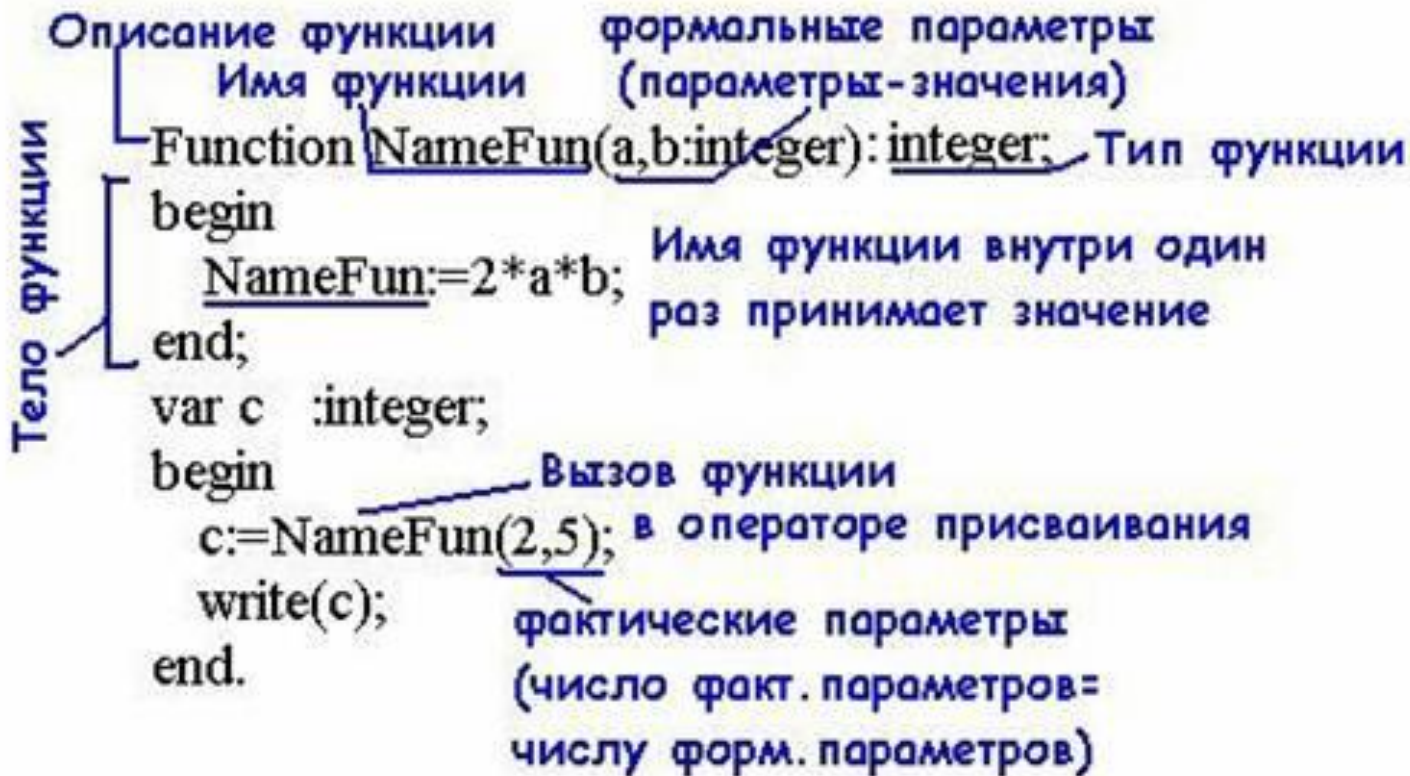 Описание функции
формальные параметры
Имя функции
(параметры-значения)
Function NameFun(a,b:integer): integer;
Тип функции
Тело функции
begin
NameFun:=2*a*b;
Имя функции внутри один
раз принимает значение
end;
var c :integer;
begin
Вызов функции
c:=NameFun(2,5);
в операторе присваивания
write(c);
фактические параметры
end.
(число факт.параметров=
числу форм.параметров)